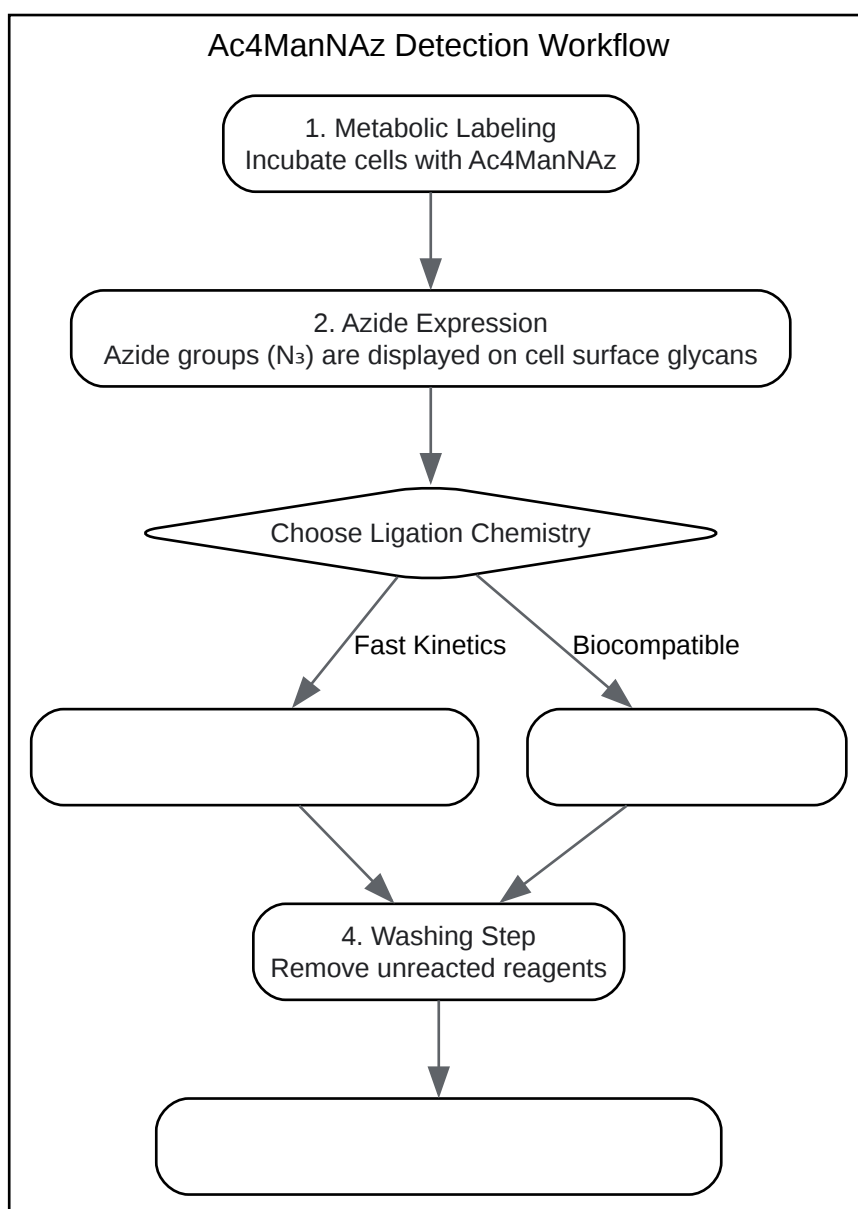 Ac4ManNAz Detection Workflow
1. Metabolic Labeling
Incubate cells with Ac4ManNAz
2. Azide Expression
Azide groups (N₃) are displayed on cell surface glycans
Choose Ligation Chemistry
Fast Kinetics
Biocompatible
4. Washing Step
Remove unreacted reagents